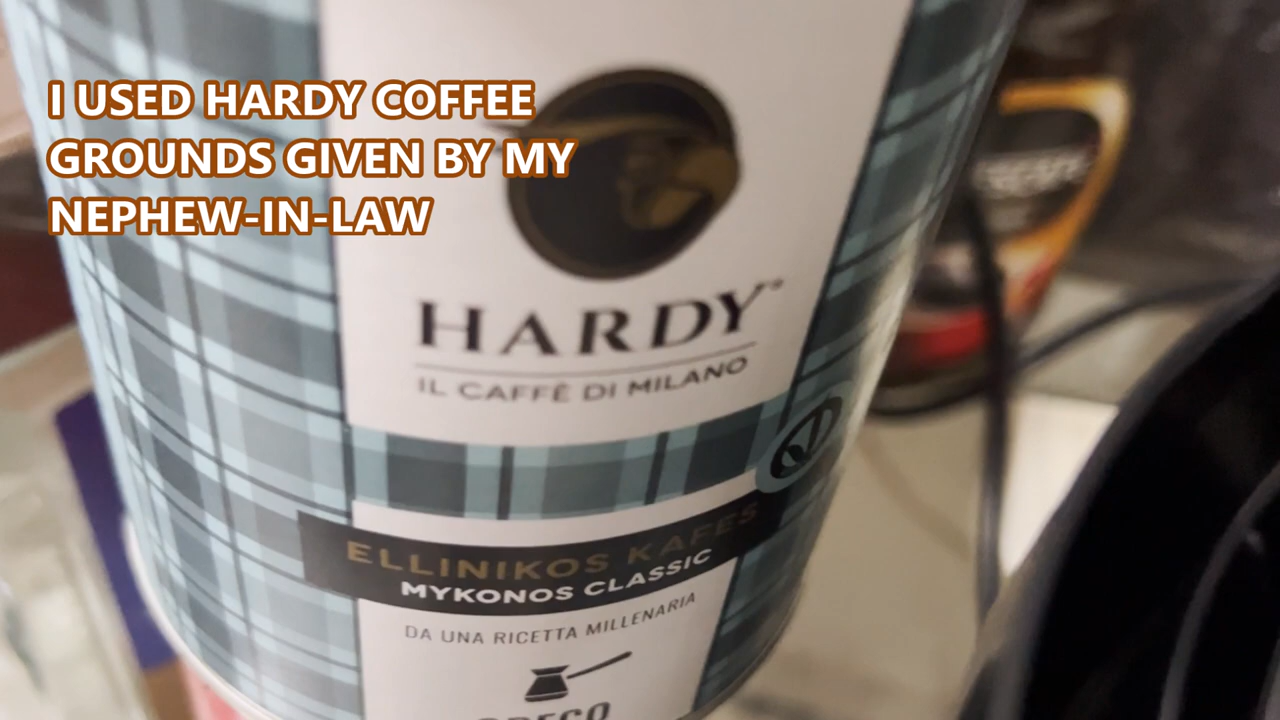 I USED HARDY COFFEE
GROUNDS GIVEN BY MY
NEPHEW-IN-LAW
HARDY
IL CAFFÈ DI MILANO
ELLINIKOS KAFES
MYKONOS CLASSIC
DA UNA RICETTA MILLENARIA
GRECO